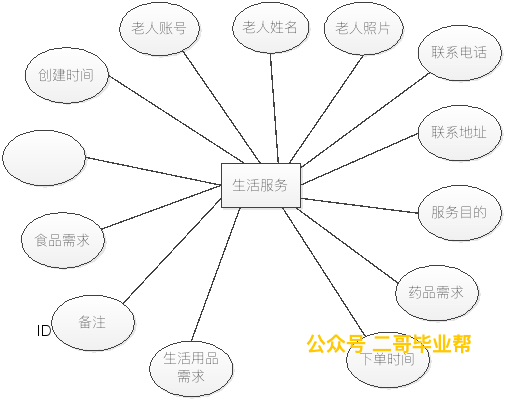 老人账号
老人姓名
老人照片
联系电话
创建时间
联系地址
生活服务
服务目的
食品需求
药品需求
ID
备注
公众号 二哥毕业帮
下单时间
生活用品
需求